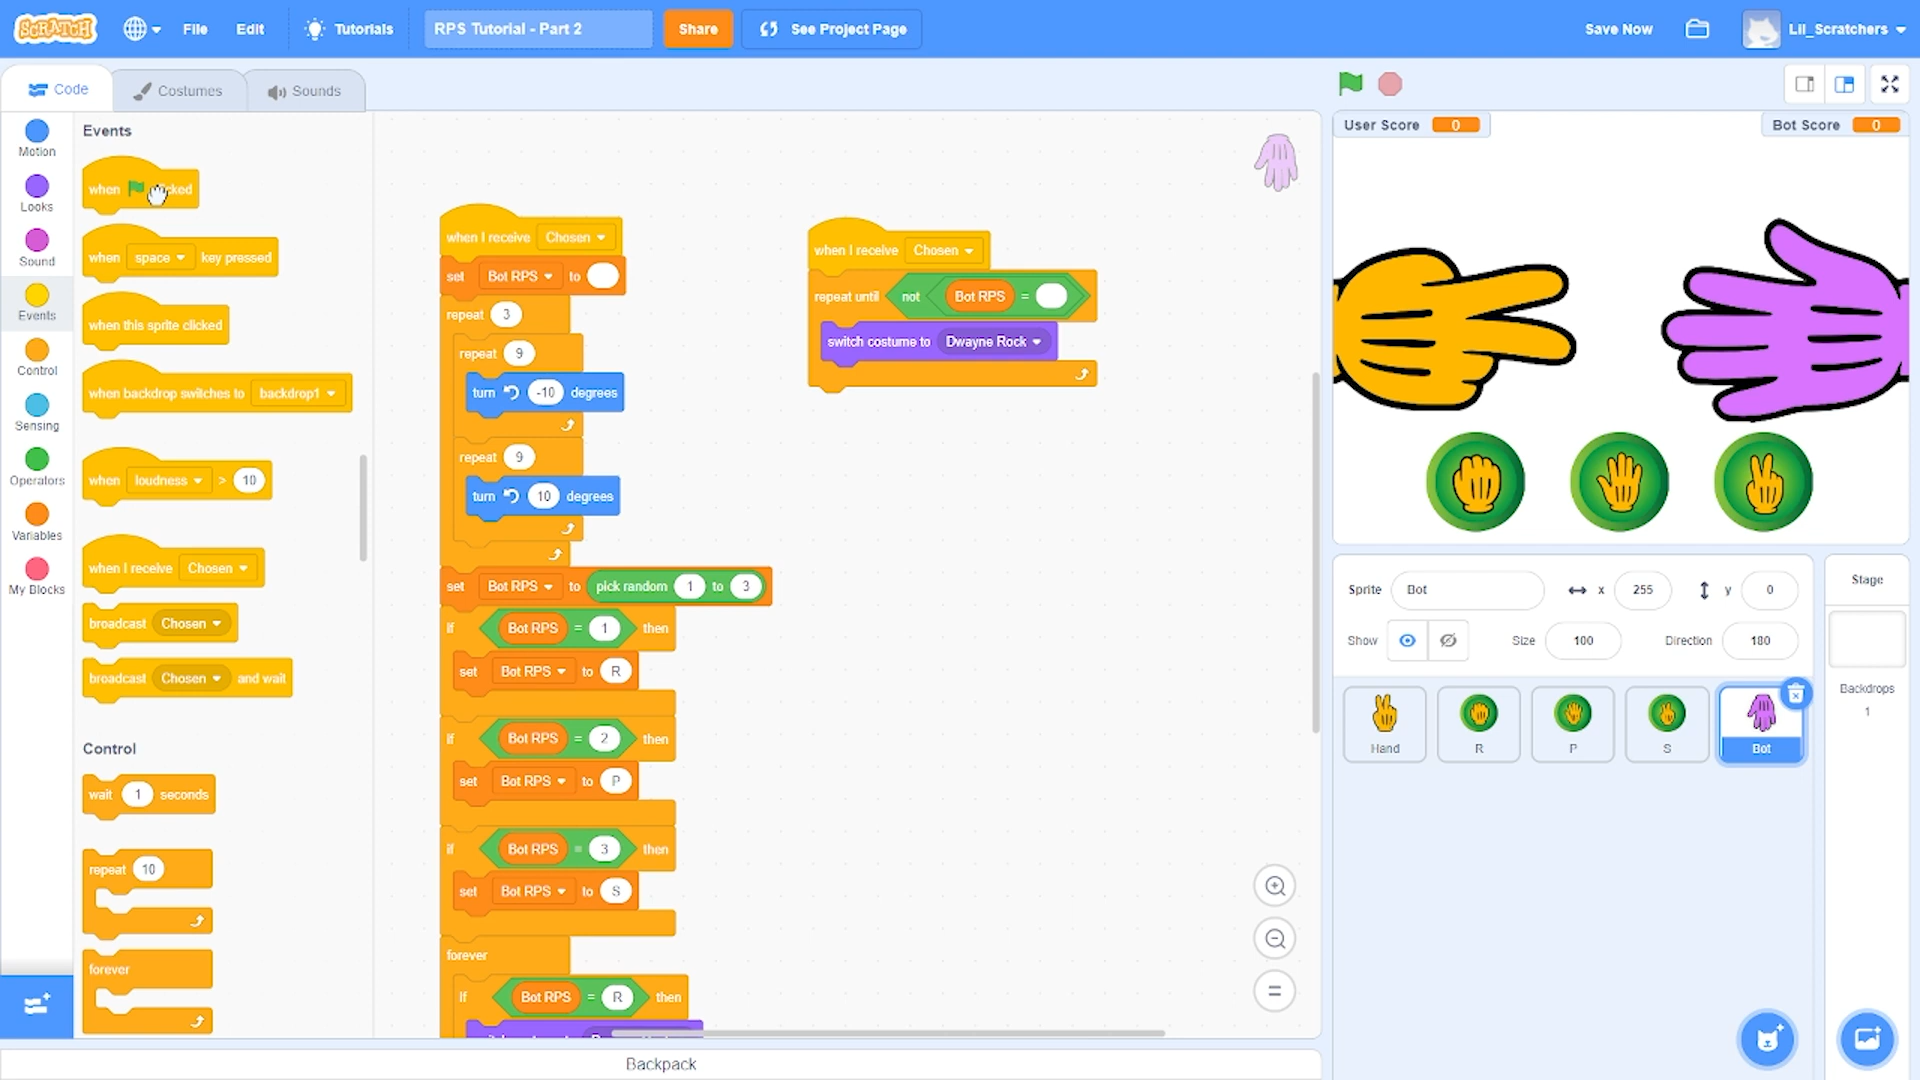 SCRATCH File Edit Tutorials RPS Tutorial - Part 2 Share See Project Page Save Now Lil_Scratchers
Code Costumes Sounds
Motion
Looks
Sound
Events
Control
Sensing
Operators
Variables
My Blocks
Events
when clicked
when space key pressed
when this sprite clicked
when backdrop switches to backdrop1
when loudness > 10
when I receive Chosen
broadcast Chosen
broadcast Chosen and wait
Control
wait 1 seconds
repeat 10
forever
when I receive Chosen
set Bot RPS to
repeat 3
repeat 9
turn -10 degrees
repeat 9
turn 10 degrees
set Bot RPS to pick random 1 to 3
If Bot RPS = 1 then
set Bot RPS to R
If Bot RPS = 2 then
set Bot RPS to P
If Bot RPS = 3 then
set Bot RPS to S
forever
If Bot RPS = R then
when I receive Chosen
repeat until not Bot RPS =
switch costume to Dwayne Rock
User Score 0
Bot Score 0
Sprite Bot x 255 y 0
Show Size 100 Direction 180
Hand R P S Bot
Stage
Backdrops
1
Backpack